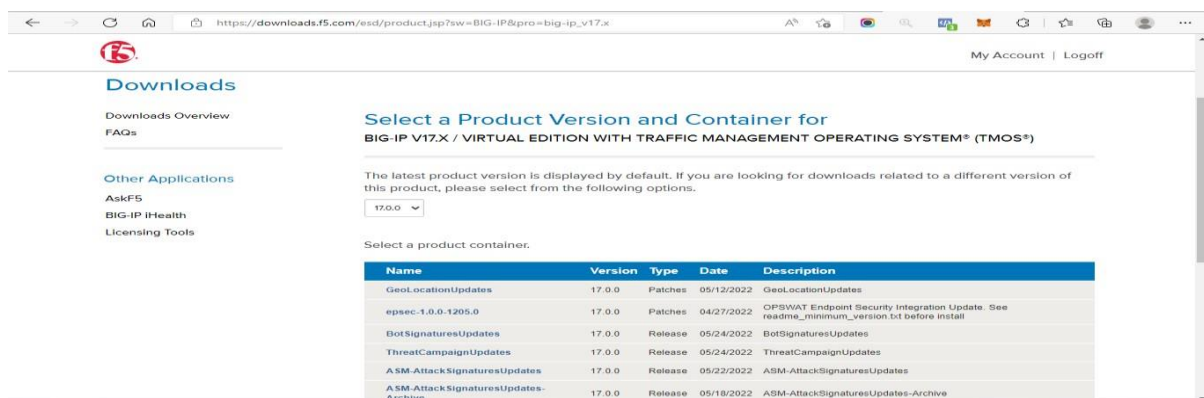 https://downloads.f5.com/esd/product.jsp?sw=BIG-IP&pro=big-ip_v17.x
f5
My Account | Logoff
Downloads
Downloads Overview
FAQs
Other Applications
AskF5
BIG-IP iHealth
Licensing Tools
Select a Product Version and Container for
BIG-IP V17.X / VIRTUAL EDITION WITH TRAFFIC MANAGEMENT OPERATING SYSTEM® (TMOS®)
The latest product version is displayed by default. If you are looking for downloads related to a different version of
this product, please select from the following options.
17.0.0
Select a product container.
Name Version Type Date Description
GeoLocationUpdates 17.0.0 Patches 05/12/2022 GeoLocationUpdates
epsec-1.0.0-1205.0 17.0.0 Patches 04/27/2022 OPSWAT Endpoint Security Integration Update. See
readme_minimum_version.txt before install
BotSignaturesUpdates 17.0.0 Release 05/24/2022 BotSignaturesUpdates
ThreatCampaignUpdates 17.0.0 Release 05/24/2022 ThreatCampaignUpdates
ASM-AttackSignaturesUpdates 17.0.0 Release 05/22/2022 ASM-AttackSignaturesUpdates
ASM-AttackSignaturesUpdates-
Archive 17.0.0 Release 05/18/2022 ASM-AttackSignaturesUpdates-Archive